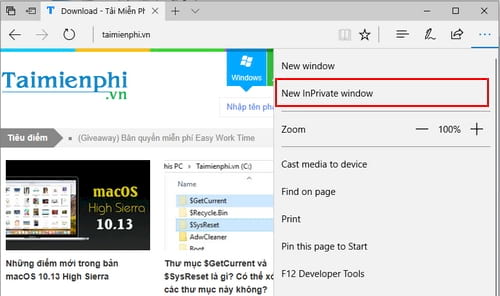 Download - Tải Miễn Ph
taimienphi.vn
New window
New InPrivate window
Zoom
100%
Cast media to device
Find on page
Print
Pin this page to Start
F12 Developer Tools
Taimienphi
.vn
Windows
Nhập tên ph
Tiêu điểm
(Giveaway) Bản quyền miễn phí Easy Work Time
macOS
High Sierra
10.13
his PC > Taimienphi.vn (C:)
Name
$GetCurrent
$Recycle.Bin
$SysReset
AdwCleaner
Boot
Những điểm mới trong bản
macOS 10.13 High Sierra
Thư mục $GetCurrent và
$SysReset là gì? Có thể xó
các thư mục này không?